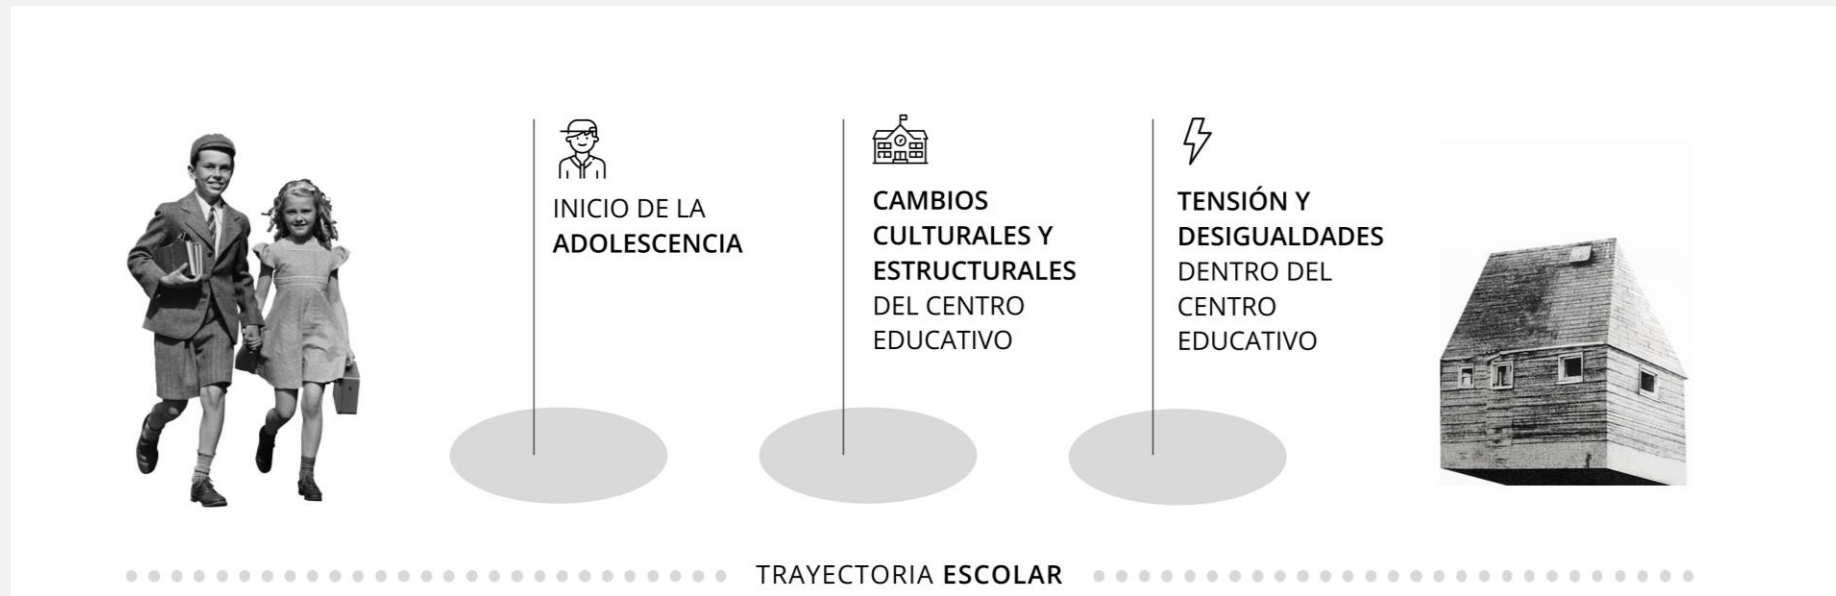 INICIO DE LA
ADOLESCENCIA
CAMBIOS
CULTURALES Y
ESTRUCTURALES
DEL CENTRO
EDUCATIVO
TENSIÓN Y
DESIGUALDADES
DENTRO DEL
CENTRO
EDUCATIVO
TRAYECTORIA ESCOLAR